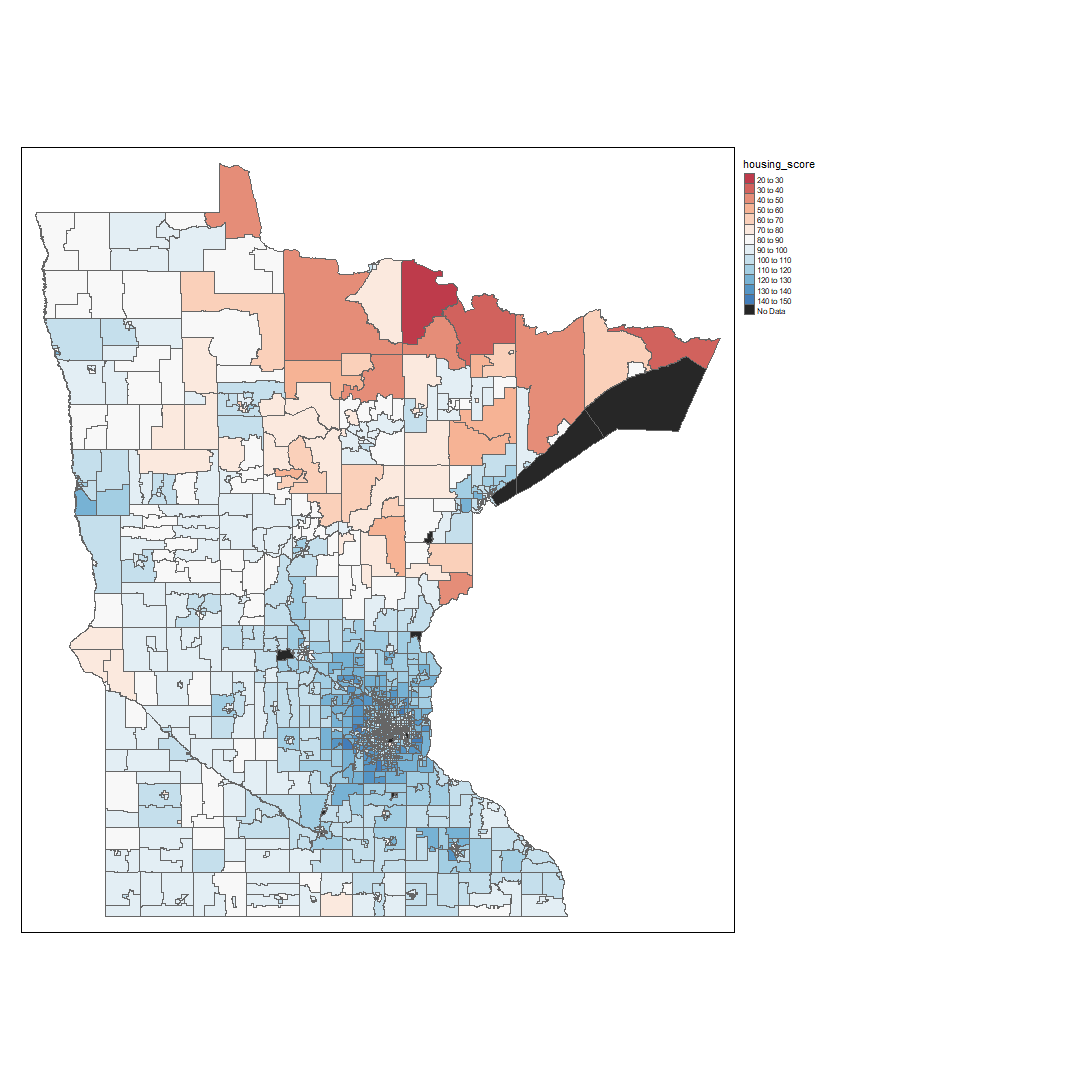 housing_score
20 to 30
30 to 40
40 to 50
50 to 60
60 to 70
70 to 80
80 to 90
90 to 100
100 to 110
110 to 120
120 to 130
130 to 140
140 to 150
No Data